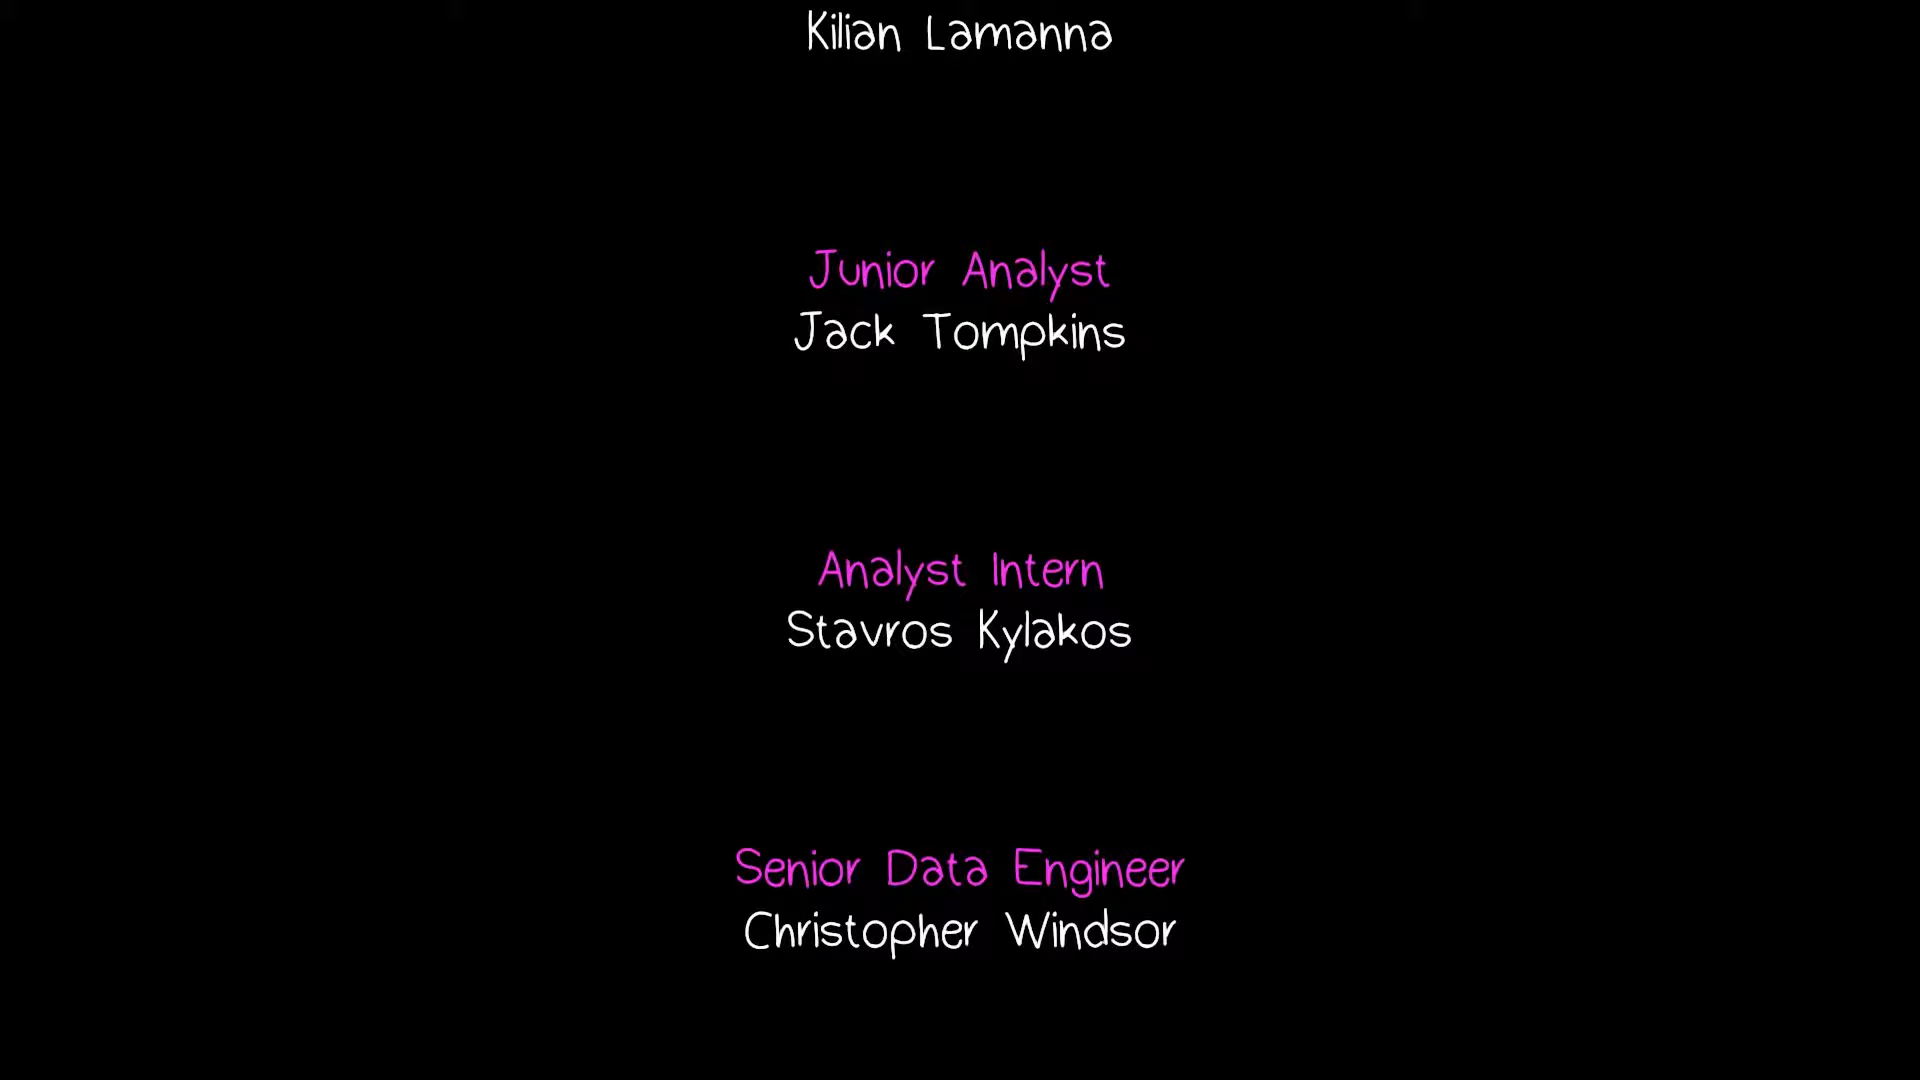 Kilian Lamanna
Junior Analyst
Jack Tompkins
Analyst Intern
Stavros Kylakos
Senior Data Engineer
Christopher Windsor